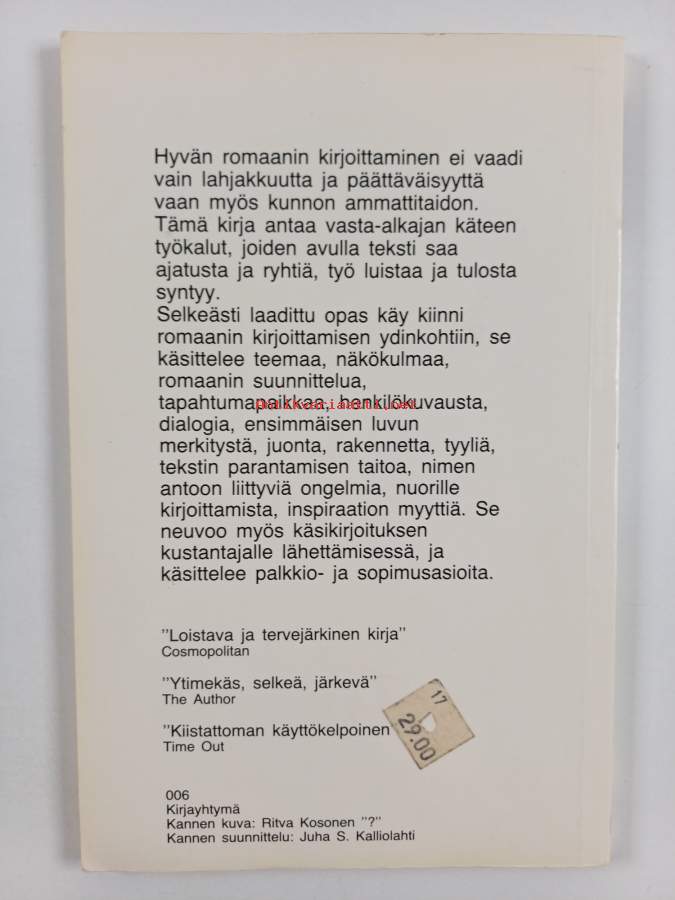 Hyvän romaanin kirjoittaminen ei vaadi
vain lahjakkuutta ja päättäväisyyttä
vaan myös kunnon ammattitaidon.
Tämä kirja antaa vasta-alkajan käteen
työkalut, joiden avulla teksti saa
ajatusta ja ryhtiä, työ luistaa ja tulosta
syntyy.
Selkeästi laadittu opas käy kiinni
romaanin kirjoittamisen ydinkohtiin, se
käsittelee teemaa, näkökulmaa,
romaanin suunnittelua,
tapahtumapaikkaa, henkilökuvausta,
dialogia, ensimmäisen luvun
merkitystä, juonta, rakennetta, tyyliä,
tekstin parantamisen taitoa, nimen
antoon liittyviä ongelmia, nuorille
kirjoittamista, inspiraation myyttiä. Se
neuvoo myös käsikirjoituksen
kustantajalle lähettämisessä, ja
käsittelee palkkio- ja sopimusasioita.
"Loistava ja tervejärkinen kirja"
Cosmopolitan
"Ytimekäs, selkeä, järkevä"
The Author
"Kiistattoman käyttökelpoinen
Time Out
17
29.00
006
Kirjayhtymä
Kannen kuva: Ritva Kosonen "?"
Kannen suunnittelu: Juha S. Kalliolahti